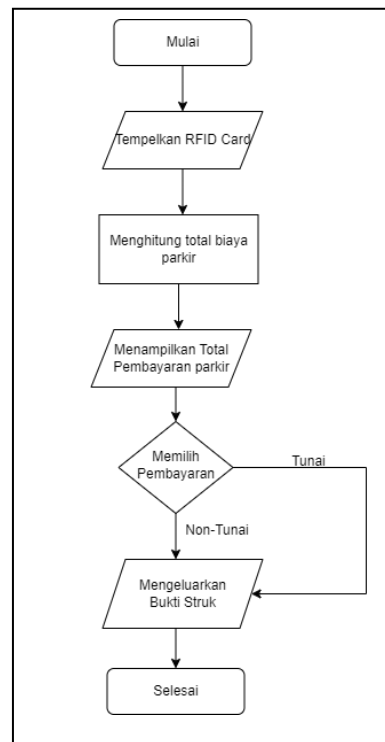 Mulai
Tempelkan RFID Card
Menghitung total biaya
parkir
Menampilkan Total
Pembayaran parkir
Memilih
Pembayaran
Tunai
Non-Tunai
Mengeluarkan
Bukti Struk
Selesai